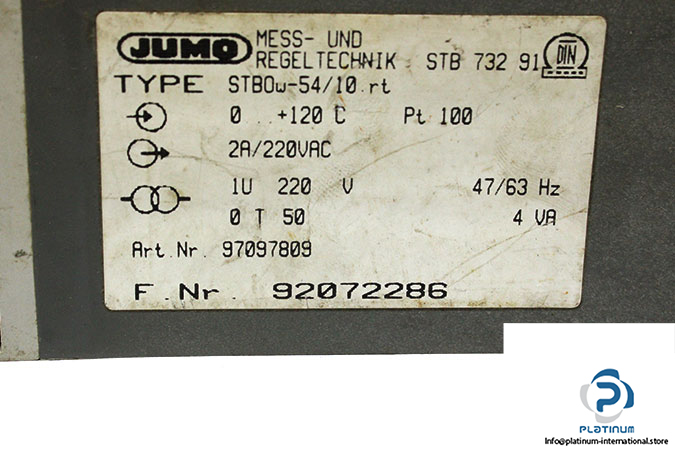 JUMO MESS- UND
REGELTECHNIK STB 732 91 DIN
TYPE STBOw-54/10.rt
0 .. +120 C Pt 100
2A/220VAC
1U 220 V 47/63 Hz
0 T 50 4 VA
Art.Nr. 97097809
F.Nr. 92072286
PLATINUM
info@platinum-international.store